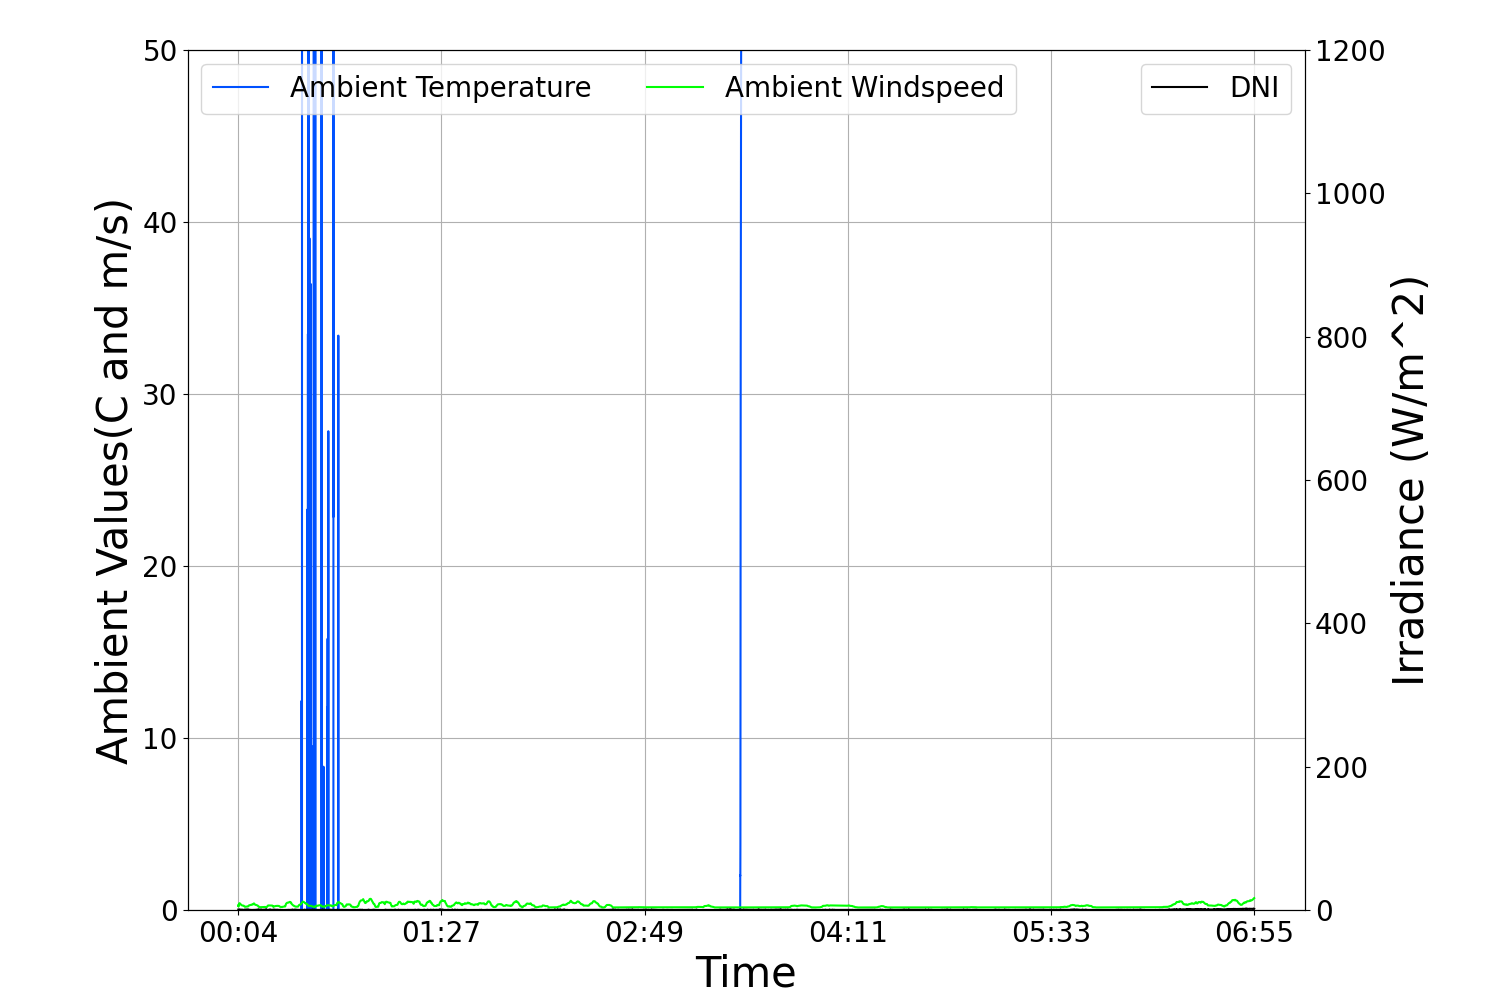 50
40
30
20
10
0
Ambient Values(C and m/s)
Ambient Temperature
Ambient Windspeed
DNI
1200
1000
800
600
400
200
0
Irradiance (W/m^2)
00:04 01:27 02:49 04:11 05:33 06:55
Time